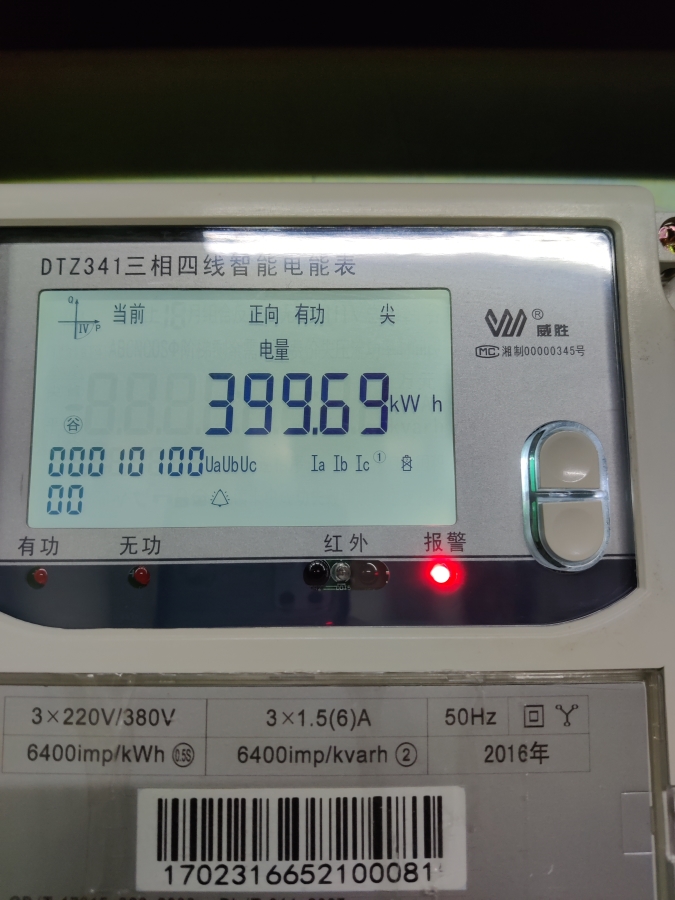 DTZ341三相四线智能电能表
Q
IV P
当前 正向 有功 尖
电量
399.69 kWh
谷
00010100 UaUbUc Ia Ib Ic ①
00
® 威胜
MC 湘制00000345号
有功 无功 红外 报警
3×220V/380V 3×1.5(6)A 50Hz
6400imp/kWh 0.5S 6400imp/kvarh ② 2016年
1702316652100081